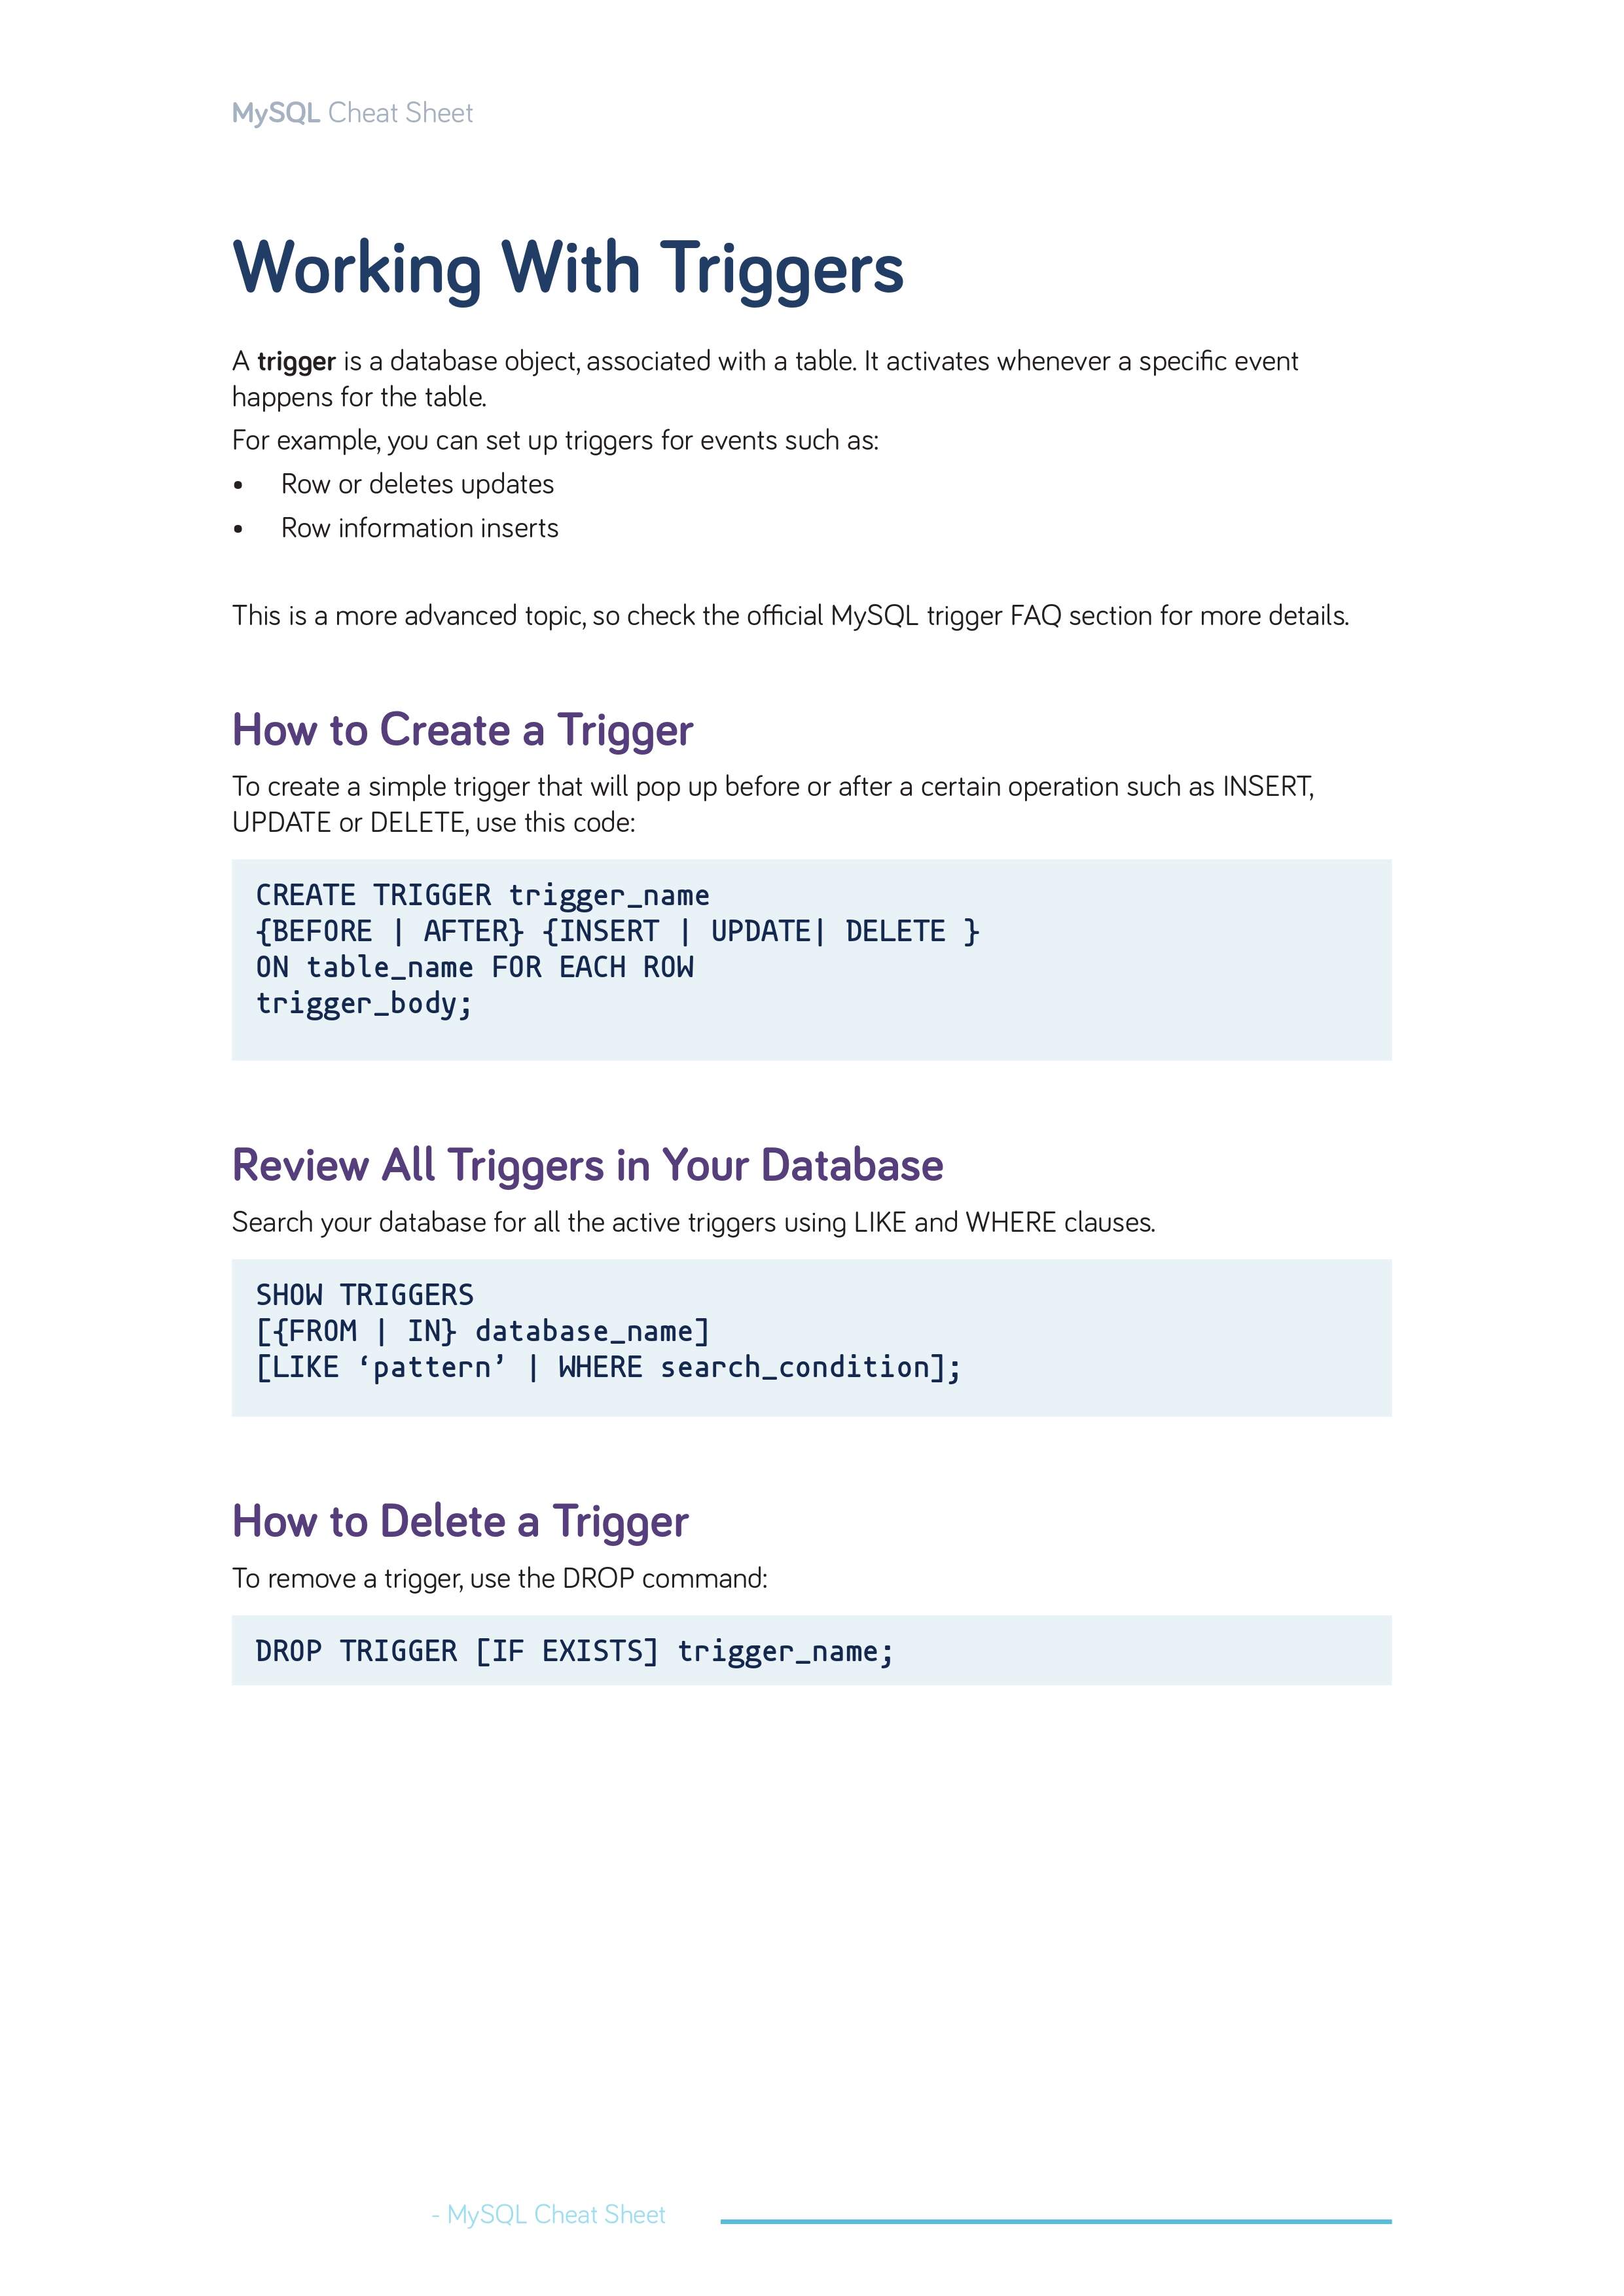 MySQL Cheat Sheet
Working With Triggers
A trigger is a database object, associated with a table. It activates whenever a specific event
happens for the table.
For example, you can set up triggers for events such as:
• Row or deletes updates
• Row information inserts
This is a more advanced topic, so check the official MySQL trigger FAQ section for more details.
How to Create a Trigger
To create a simple trigger that will pop up before or after a certain operation such as INSERT,
UPDATE or DELETE, use this code:
CREATE TRIGGER trigger_name
{BEFORE | AFTER} {INSERT | UPDATE| DELETE }
ON table_name FOR EACH ROW
trigger_body;
Review All Triggers in Your Database
Search your database for all the active triggers using LIKE and WHERE clauses.
SHOW TRIGGERS
[{FROM | IN} database_name]
[LIKE ‘pattern’ | WHERE search_condition];
How to Delete a Trigger
To remove a trigger, use the DROP command:
DROP TRIGGER [IF EXISTS] trigger_name;
- MySQL Cheat Sheet